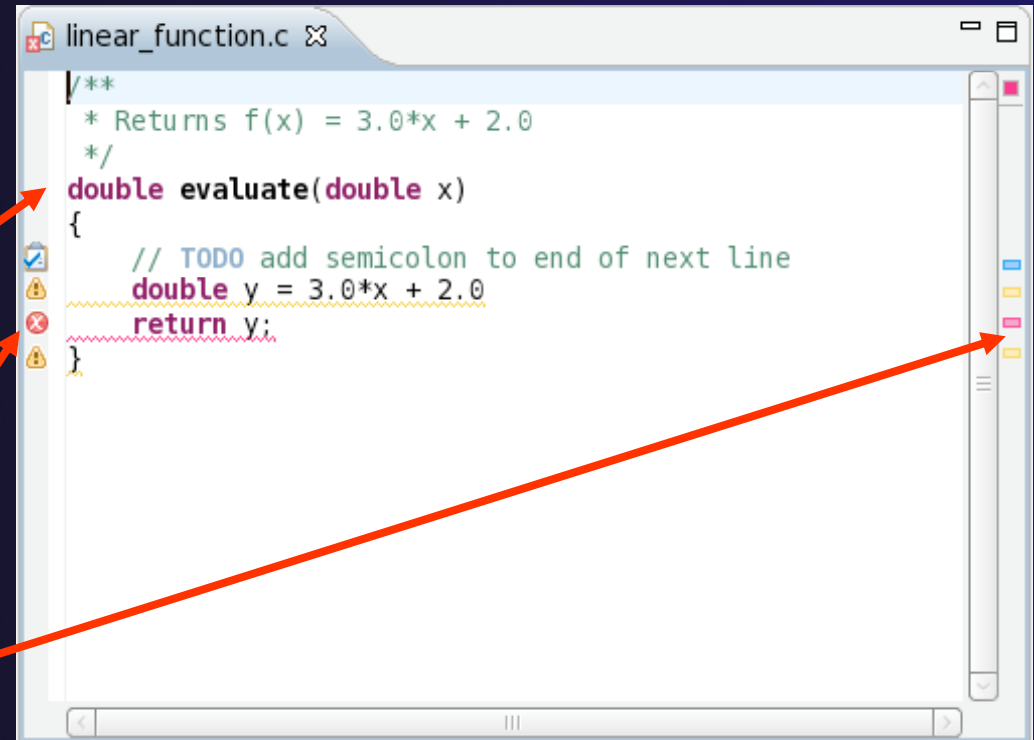 linear_function.c
/**
 * Returns f(x) = 3.0*x + 2.0
 */
double evaluate(double x)
{
    // TODO add semicolon to end of next line
    double y = 3.0*x + 2.0
    return y;
}